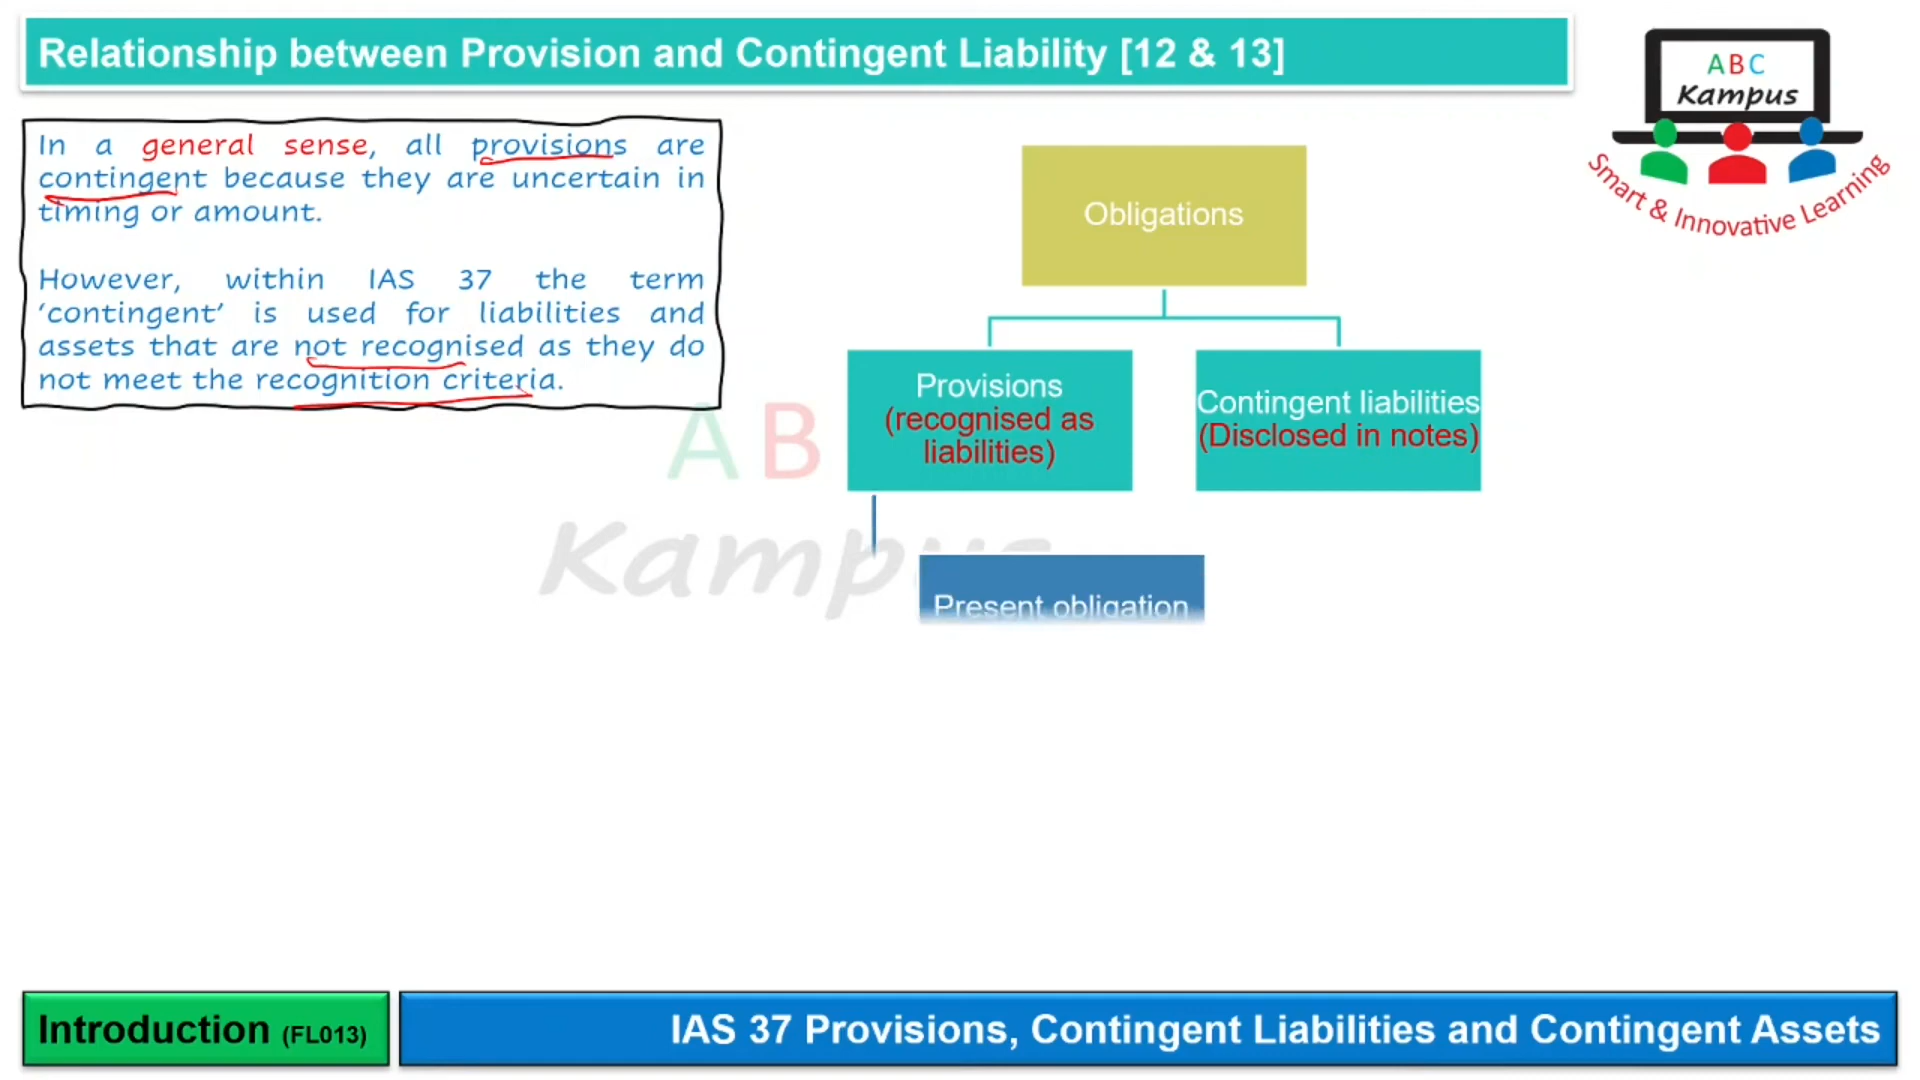 Relationship between Provision and Contingent Liability [12 & 13]
ABC
Kampus
Smart & Innovative Learning
In a general sense, all provisions are
contingent because they are uncertain in
timing or amount.
However, within IAS 37 the term
‘contingent’ is used for liabilities and
assets that are not recognised as they do
not meet the recognition criteria.
Obligations
Provisions
(recognised as
liabilities)
Contingent liabilities
(Disclosed in notes)
Present obligation
A B
Kampus
Introduction (FL013)
IAS 37 Provisions, Contingent Liabilities and Contingent Assets